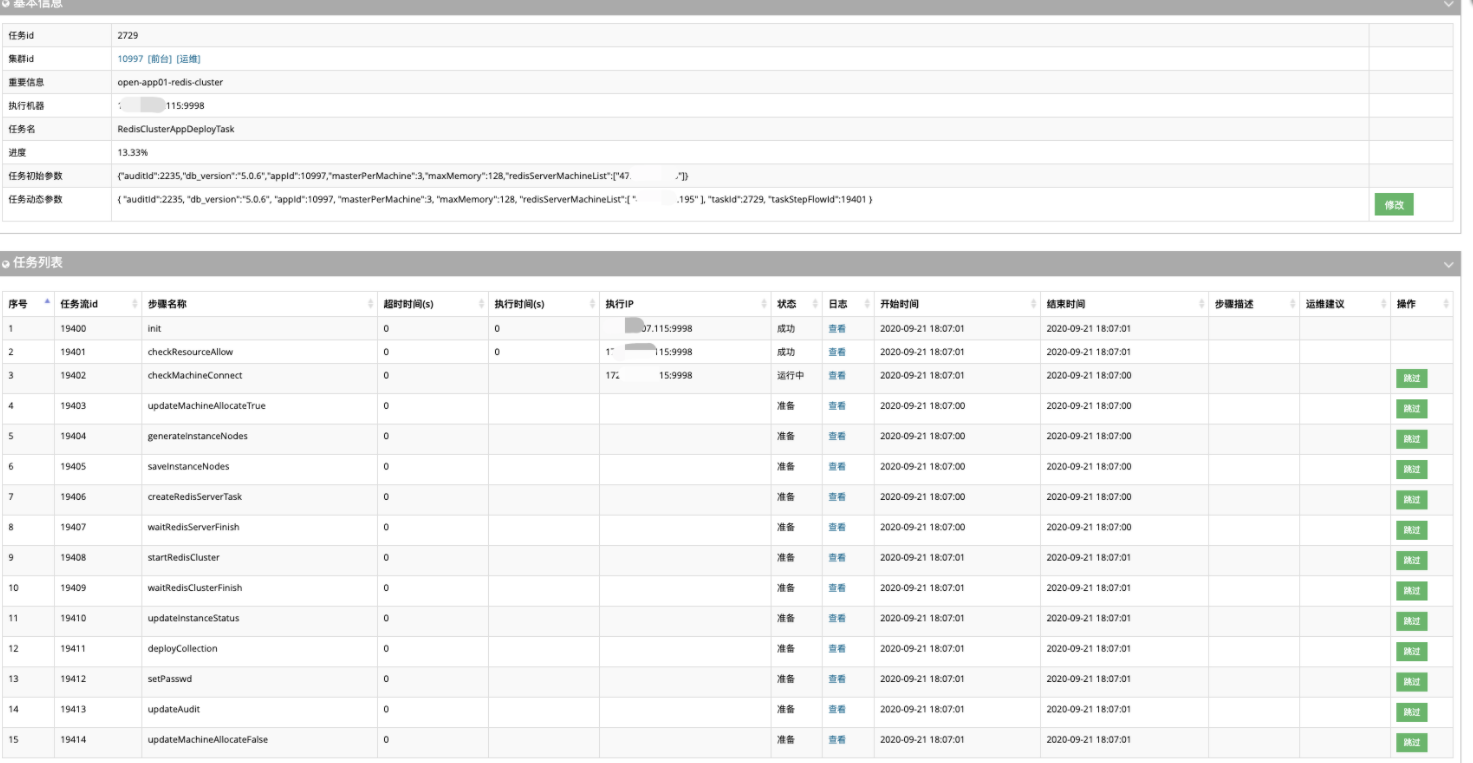 基本信息
任务id 2729
集群id 10997 [前台] [运维]
重要信息 open-app01-redis-cluster
执行机器 115:9998
任务名 RedisClusterAppDeployTask
进度 13.33%
任务初始参数 {"auditId":2235,"db_version":"5.0.6","appId":10997,"masterPerMachine":3,"maxMemory":128,"redisServerMachineList":["47. "]}
任务动态参数 { "auditId":2235, "db_version":"5.0.6", "appId":10997, "masterPerMachine":3, "maxMemory":128, "redisServerMachineList":[ " .195" ], "taskId":2729, "taskStepFlowId":19401 } 修改
任务列表
序号 任务流id 步骤名称 超时时间(s) 执行时间(s) 执行IP 状态 日志 开始时间 结束时间 步骤描述 运维建议 操作
1 19400 init 0 0 07.115:9998 成功 查看 2020-09-21 18:07:01 2020-09-21 18:07:01
2 19401 checkResourceAllow 0 0 115:9998 成功 查看 2020-09-21 18:07:01 2020-09-21 18:07:01
3 19402 checkMachineConnect 0 172 15:9998 运行中 查看 2020-09-21 18:07:01 2020-09-21 18:07:00 跳过
4 19403 updateMachineAllocateTrue 0 准备 查看 2020-09-21 18:07:00 2020-09-21 18:07:00 跳过
5 19404 generateInstanceNodes 0 准备 查看 2020-09-21 18:07:00 2020-09-21 18:07:00 跳过
6 19405 saveInstanceNodes 0 准备 查看 2020-09-21 18:07:00 2020-09-21 18:07:00 跳过
7 19406 createRedisServerTask 0 准备 查看 2020-09-21 18:07:00 2020-09-21 18:07:00 跳过
8 19407 waitRedisServerFinish 0 准备 查看 2020-09-21 18:07:00 2020-09-21 18:07:00 跳过
9 19408 startRedisCluster 0 准备 查看 2020-09-21 18:07:01 2020-09-21 18:07:01 跳过
10 19409 waitRedisClusterFinish 0 准备 查看 2020-09-21 18:07:01 2020-09-21 18:07:01 跳过
11 19410 updateInstanceStatus 0 准备 查看 2020-09-21 18:07:01 2020-09-21 18:07:01 跳过
12 19411 deployCollection 0 准备 查看 2020-09-21 18:07:01 2020-09-21 18:07:01 跳过
13 19412 setPasswd 0 准备 查看 2020-09-21 18:07:01 2020-09-21 18:07:01 跳过
14 19413 updateAudit 0 准备 查看 2020-09-21 18:07:01 2020-09-21 18:07:01 跳过
15 19414 updateMachineAllocateFalse 0 准备 查看 2020-09-21 18:07:01 2020-09-21 18:07:01 跳过